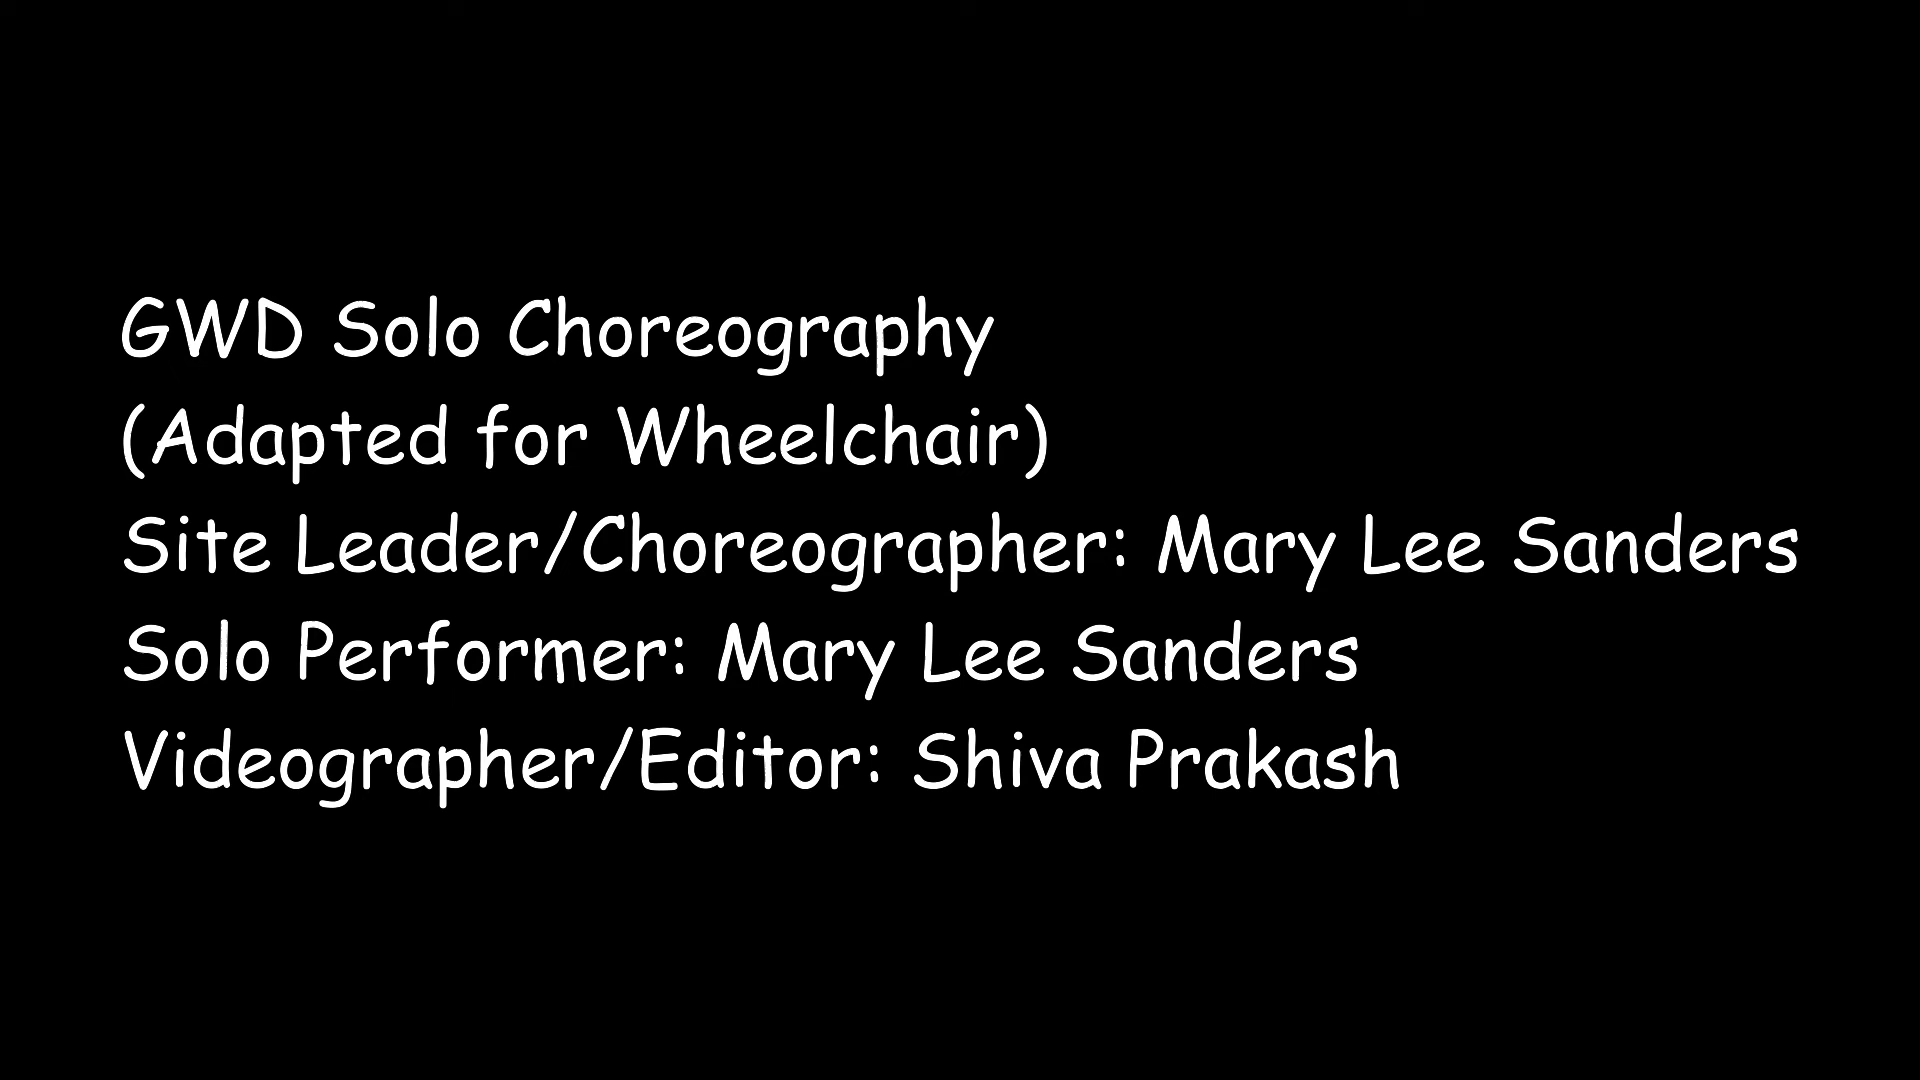 GWD Solo Choreography
(Adapted for Wheelchair)
Site Leader/Choreographer: Mary Lee Sanders
Solo Performer: Mary Lee Sanders
Videographer/Editor: Shiva Prakash